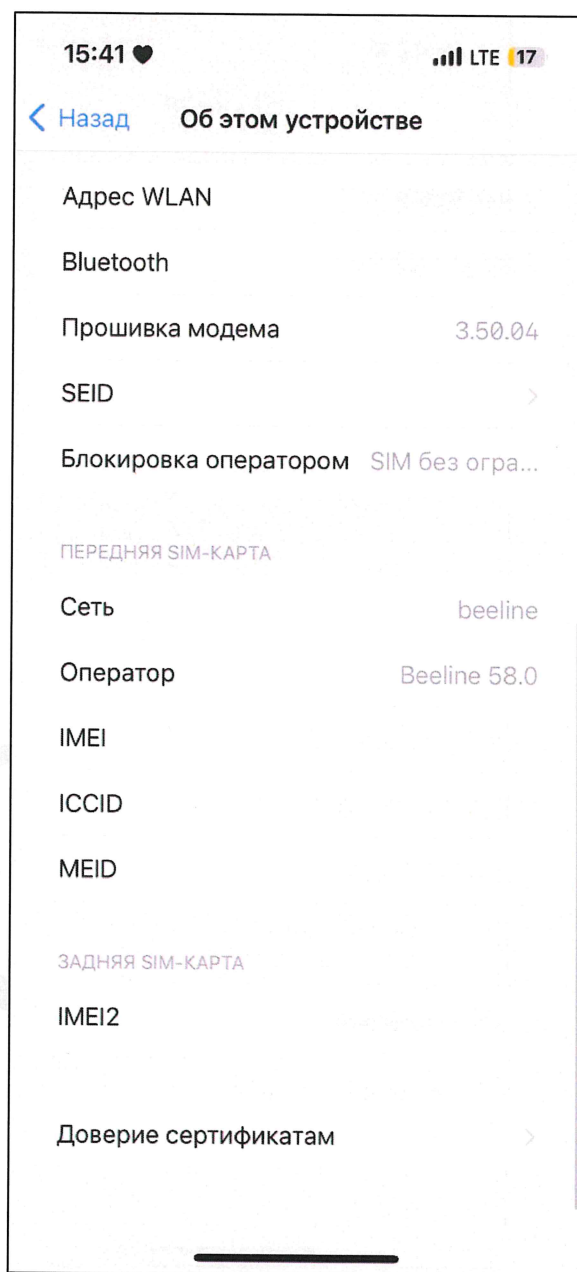 15:41
LTE 17
Назад Об этом устройстве
Адрес WLAN
Bluetooth
Прошивка модема 3.50.04
SEID
Блокировка оператором SIM без огра...
ПЕРЕДНЯЯ SIM-КАРТА
Сеть beeline
Оператор Beeline 58.0
IMEI
ICCID
MEID
ЗАДНЯЯ SIM-КАРТА
IMEI2
Доверие сертификатам